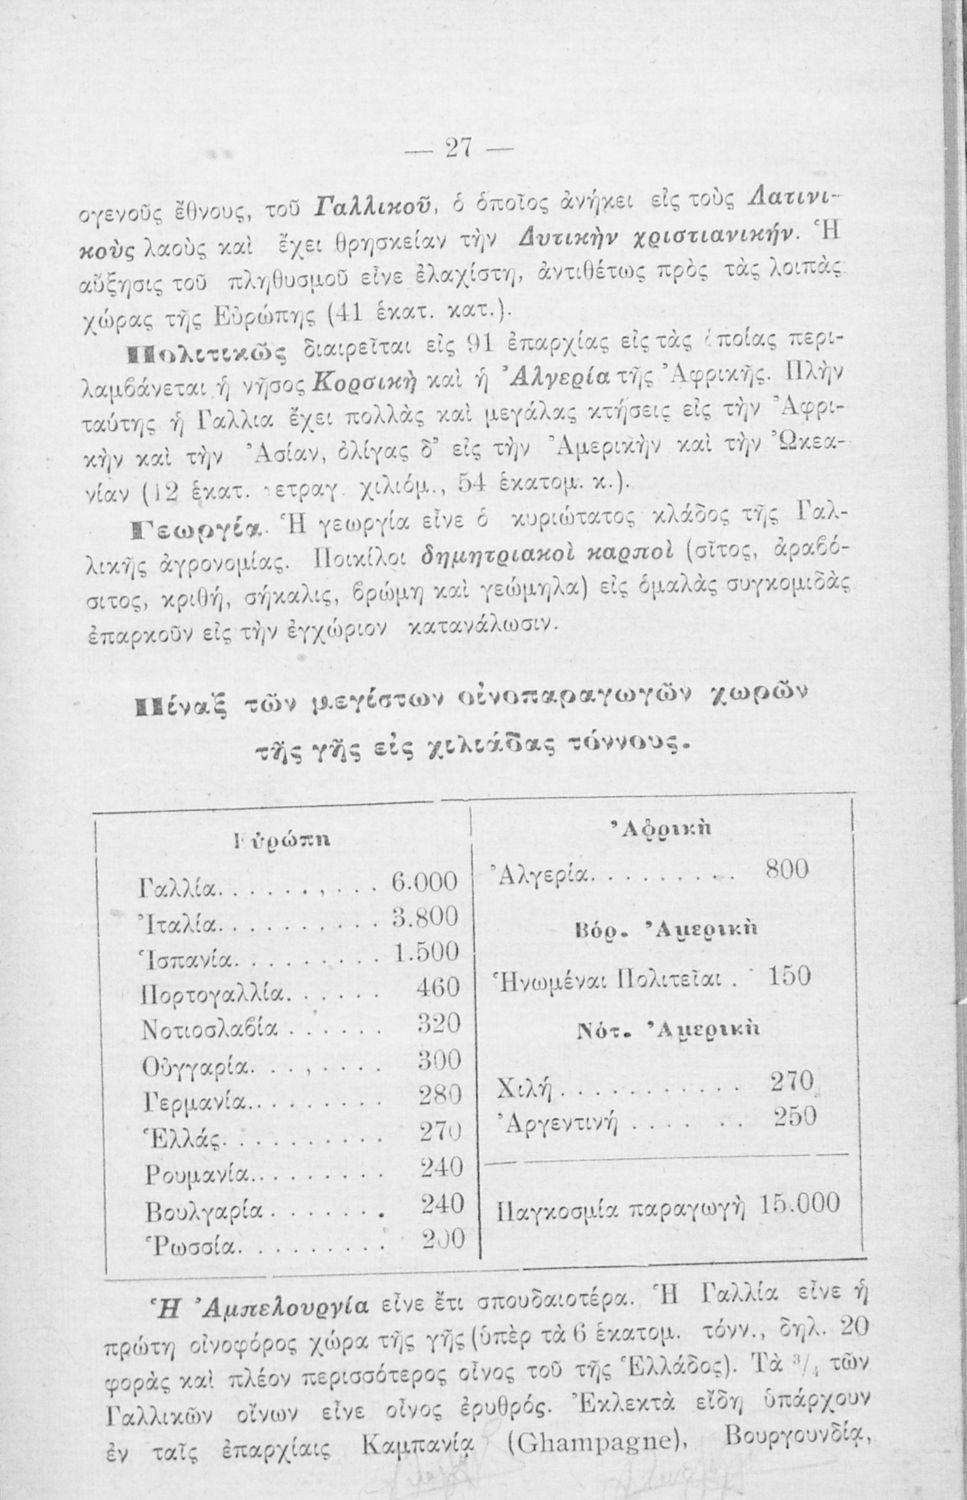 — 27 —
ογενοῦς ἔθνους, τοῦ Γαλλικοῦ, ὁ ὁποῖος ἀνήκει εἰς τοὺς Λατινι-
κοὺς λαοὺς καὶ ἔχει θρησκείαν τὴν Δυτικὴν χριστιανικήν. Ἡ
αὔξησις τοῦ πληθυσμοῦ εἶνε ἐλαχίστη, ἀντιθέτως πρὸς τὰς λοιπὰς
χώρας τῆς Εὐρώπης (41 ἑκατ. κατ.).
Πολιτικῶς διαιρεῖται εἰς 91 ἐπαρχίας εἰς τὰς ὁποίας περι-
λαμβάνεται ἡ νῆσος Κορσικὴ καὶ ἡ Ἀλγερία τῆς Ἀφρικῆς. Πλὴν
ταύτης ἡ Γαλλια ἔχει πολλὰς καὶ μεγάλας κτήσεις εἰς τὴν Ἀφρι-
κὴν καὶ τὴν Ἀσίαν, ὀλίγας δ' εἰς τὴν Ἀμερικὴν καὶ τὴν Ὠκεα-
νίαν (12 ἑκατ. τετραγ. χιλιόμ., 54 ἑκατομ. κ.).
Γεωργία. Ἡ γεωργία εἶνε ὁ κυριώτατος κλάδος τῆς Γαλ-
λικῆς ἀγρονομίας. Ποικίλοι δημητριακοὶ καρποὶ (σῖτος, ἀραβό-
σιτος, κριθή, σήκαλις, βρώμη καὶ γεώμηλα) εἰς ὁμαλὰς συγκομιδὰς
ἐπαρκοῦν εἰς τὴν ἐγχώριον κατανάλωσιν.
Πίναξ τῶν μεγίστων οἰνοπαραγωγῶν χωρῶν
τῆς γῆς εἰς χιλιάδας τόννους.
Εὐρώπη
Γαλλία. . . . . . . . . . 6.000
Ἰταλία. . . . . . . . . . 3.800
Ἱσπανία. . . . . . . . . 1.500
Πορτογαλλία. . . . . . 460
Νοτιοσλαβία . . . . . . 320
Οὑγγαρία. . . . . . . . 300
Γερμανία. . . . . . . . . 280
Ἑλλάς. . . . . . . . . . 270
Ρουμανία. . . . . . . . . 240
Βουλγαρία . . . . . . . 240
Ῥωσσία. . . . . . . . . 200
Ἀφρικὴ
Ἀλγερία. . . . . . . . . . 800
Βόρ. Ἀμερικὴ
Ἡνωμέναι Πολιτεῖαι . 150
Νότ. Ἀμερικὴ
Χιλή . . . . . . . . . . 270
Ἀργεντινή . . . . . . 250
Παγκοσμία παραγωγὴ 15.000
Ἡ Ἀμπελουργία εἶνε ἔτι σπουδαιοτέρα. Ἡ Γαλλία εἶνε ἡ
πρώτη οἰνοφόρος χώρα τῆς γῆς (ὑπὲρ τὰ 6 ἑκατομ. τόνν., δηλ. 20
φορὰς καὶ πλέον περισσότερος οἶνος τοῦ τῆς Ἑλλάδος). Τὰ ³/₄ τῶν
Γαλλικῶν οἴνων εἶνε οἶνος ἐρυθρός. Ἐκλεκτὰ εἴδη ὑπάρχουν
ἐν ταῖς ἐπαρχίαις Καμπανίᾳ (Ghampagne), Βουργουνδίᾳ,